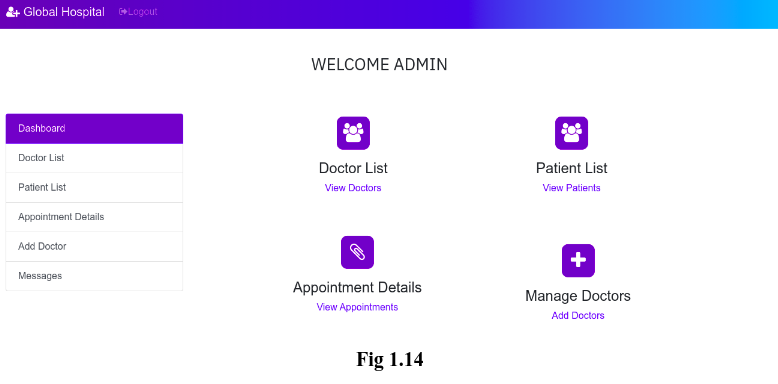 Global Hospital Logout
WELCOME ADMIN
Dashboard
Doctor List
Patient List
Appointment Details
Add Doctor
Messages
Doctor List
View Doctors
Patient List
View Patients
Appointment Details
View Appointments
Manage Doctors
Add Doctors
Fig 1.14